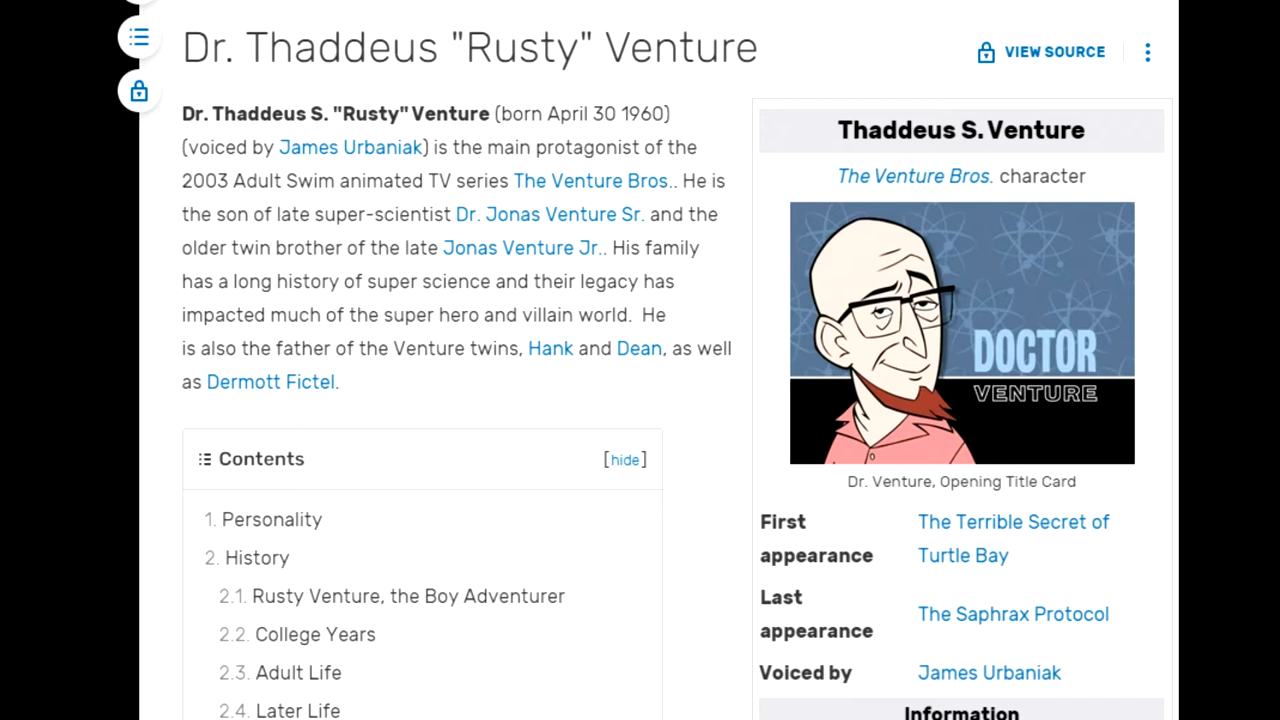 Dr. Thaddeus "Rusty" Venture
VIEW SOURCE
Dr. Thaddeus S. "Rusty" Venture (born April 30 1960)
(voiced by James Urbaniak) is the main protagonist of the
2003 Adult Swim animated TV series The Venture Bros.. He is
the son of late super-scientist Dr. Jonas Venture Sr. and the
older twin brother of the late Jonas Venture Jr.. His family
has a long history of super science and their legacy has
impacted much of the super hero and villain world. He
is also the father of the Venture twins, Hank and Dean, as well
as Dermott Fictel.
Contents [hide]
1. Personality
2. History
2.1. Rusty Venture, the Boy Adventurer
2.2. College Years
2.3. Adult Life
2.4. Later Life
Thaddeus S. Venture
The Venture Bros. character
DOCTOR
VENTURE
Dr. Venture, Opening Title Card
First appearance
The Terrible Secret of
Turtle Bay
Last appearance
The Saphrax Protocol
Voiced by James Urbaniak
Information